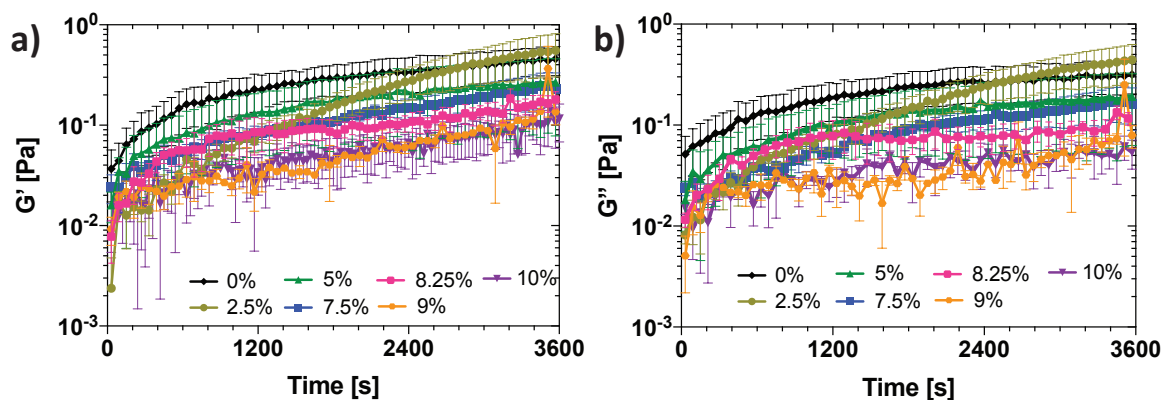 a)
G' [Pa]
10⁰
10⁻¹
10⁻²
10⁻³
0% 5% 8.25% 10%
2.5% 7.5% 9%
0 1200 2400 3600
Time [s]
b)
G" [Pa]
10⁰
10⁻¹
10⁻²
10⁻³
0% 5% 8.25% 10%
2.5% 7.5% 9%
0 1200 2400 3600
Time [s]